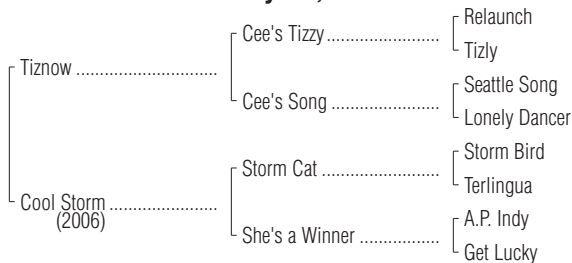 Relaunch
Cee's Tizzy ........................
Tizly
Tiznow ..............................
Seattle Song
Cee's Song .......................
Lonely Dancer
Storm Bird
Storm Cat .........................
Terlingua
Cool Storm .......................
(2006)
A.P. Indy
She's a Winner .................
Get Lucky